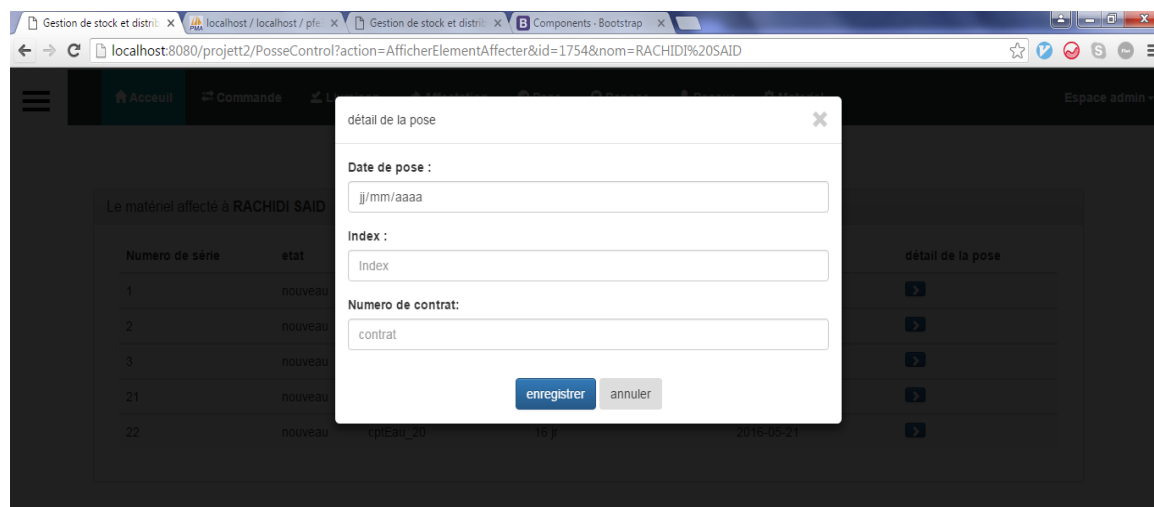 Gestion de stock et distrib
localhost / localhost / pfe
Gestion de stock et distrib
Components · Bootstrap
localhost:8080/projett2/PosseControl?action=AfficherElementAffecter&id=1754&nom=RACHIDI%20SAID
Acceuil Commande Espace admin
détail de la pose
Date de pose :
jj/mm/aaaa
Le matériel affecté à RACHIDI SAID
Index :
Index
Numero de série etat détail de la pose
1 nouveau
Numero de contrat:
contrat
2 nouveau
3 nouveau
enregistrer annuler
21 nouveau
22 nouveau cptEau_20 16 jr 2016-05-21